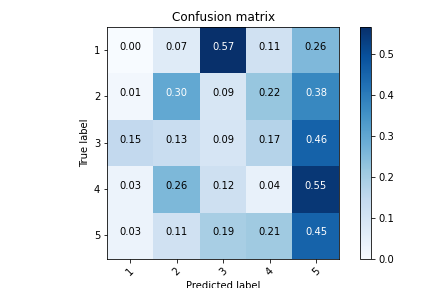 Confusion matrix
1 0.00 0.07 0.57 0.11 0.26
2 0.01 0.30 0.09 0.22 0.38
3 0.15 0.13 0.09 0.17 0.46
4 0.03 0.26 0.12 0.04 0.55
5 0.03 0.11 0.19 0.21 0.45
True label
1 2 3 4 5
Predicted label
0.5
0.4
0.3
0.2
0.1
0.0